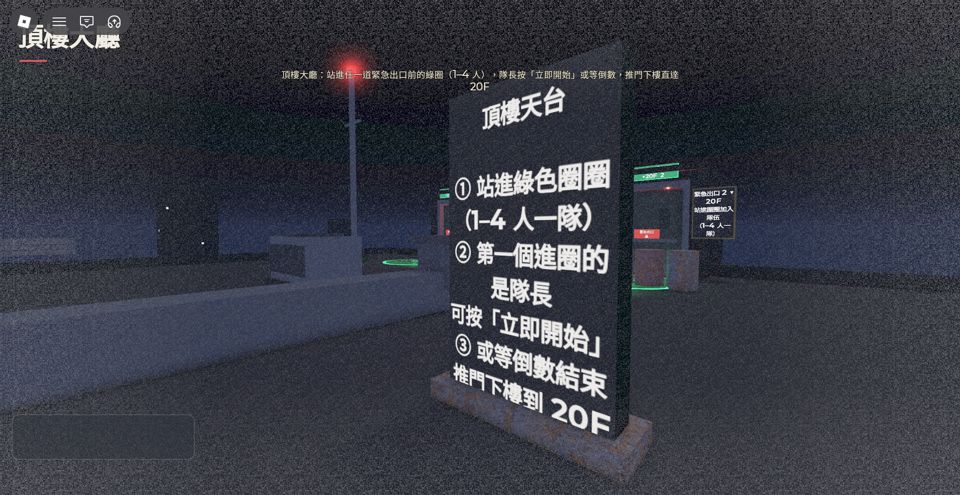 頂樓大廳
頂樓大廳：站進任一道緊急出口前的綠圈（1–4 人），隊長按「立即開始」或等倒數，推門下樓直達
20F
頂樓天台
① 站進綠色圈圈
（1–4 人一隊）
② 第一個進圈的
是隊長
可按「立即開始」
③ 或等倒數結束
推門下樓到 20F
緊急出口 2
20F
站進圈圈加入
隊伍
（1–4 人一
隊）